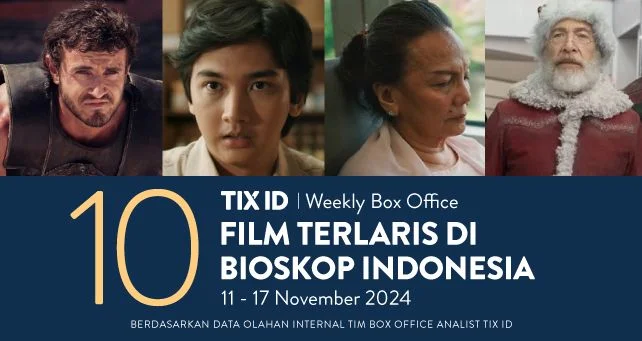 10
TIX ID | Weekly Box Office
FILM TERLARIS DI
BIOSKOP INDONESIA
11 - 17 November 2024
BERDASARKAN DATA OLAHAN INTERNAL TIM BOX OFFICE ANALIST TIX ID